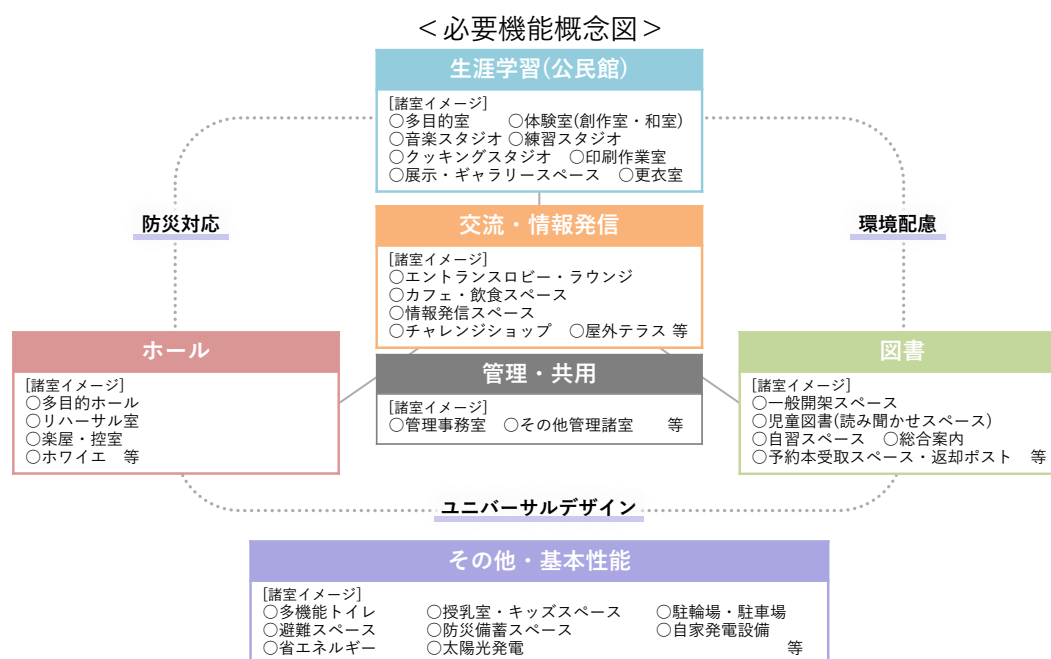 ＜必要機能概念図＞
生涯学習(公民館)
[諸室イメージ]
○多目的室　○体験室(創作室・和室)
○音楽スタジオ ○練習スタジオ
○クッキングスタジオ　○印刷作業室
○展示・ギャラリースペース　○更衣室
防災対応
環境配慮
交流・情報発信
[諸室イメージ]
○エントランスロビー・ラウンジ
○カフェ・飲食スペース
○情報発信スペース
○チャレンジショップ　○屋外テラス 等
ホール
[諸室イメージ]
○多目的ホール
○リハーサル室
○楽屋・控室
○ホワイエ　等
管理・共用
[諸室イメージ]
○管理事務室　○その他管理諸室　等
図書
[諸室イメージ]
○一般開架スペース
○児童図書(読み聞かせスペース)
○自習スペース　○総合案内
○予約本受取スペース・返却ポスト　等
ユニバーサルデザイン
その他・基本性能
[諸室イメージ]
○多機能トイレ　○授乳室・キッズスペース　○駐輪場・駐車場
○避難スペース　○防災備蓄スペース　○自家発電設備
○省エネルギー　○太陽光発電　等